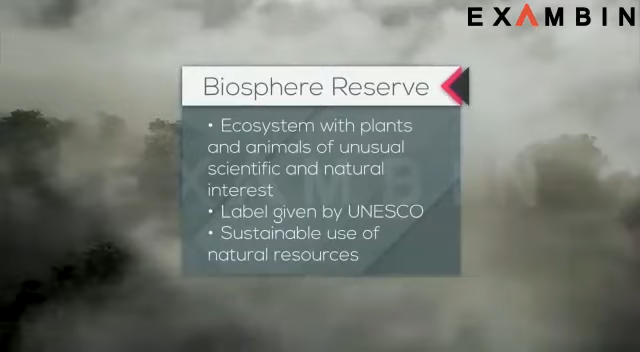 EXAMBIN
Biosphere Reserve
• Ecosystem with plants
and animals of unusual
scientific and natural
interest
• Label given by UNESCO
• Sustainable use of
natural resources
EXAMBIN